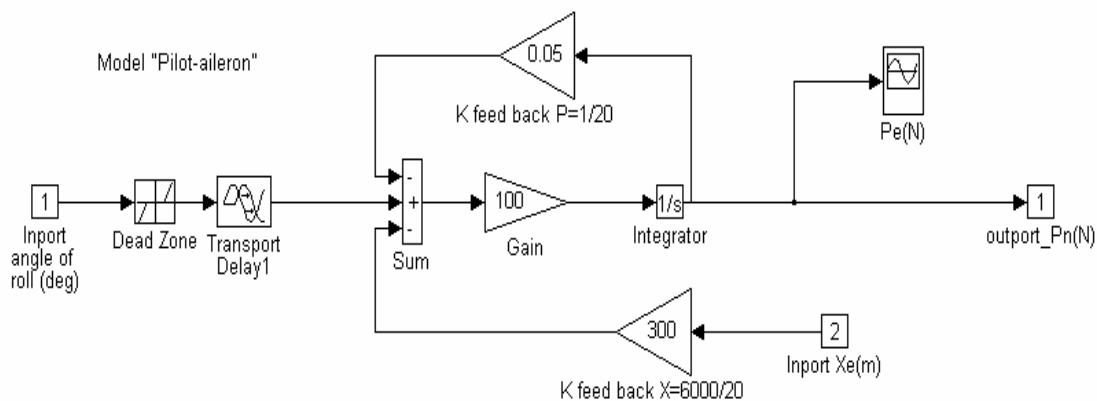 Model "Pilot-aileron"
0.05
K feed back P=1/20
Pe(N)
1
Inport
angle of
roll (deg)
Dead Zone
Transport
Delay1
-
+
-
Sum
100
Gain
1/s
Integrator
1
outport_Pn(N)
300
K feed back X=6000/20
2
Inport Xe(m)